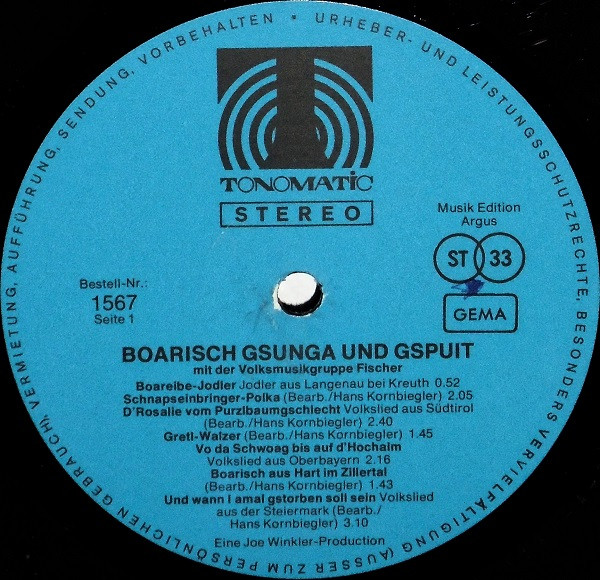 URHEBER- UND LEISTUNGSSCHUTZRECHTE, BESONDERS VERVIELFÄLTIGUNG (AUSSER ZUM PERSÖNLICHEN GEBRAUCH), VERMIETUNG, AUFFÜHRUNG, SENDUNG, VORBEHALTEN •
T
TONOMATIC
STEREO
Musik Edition
Argus
ST 33
GEMA
Bestell-Nr.:
1567
Seite 1
BOARISCH GSUNGA UND GSPUIT
mit der Volksmusikgruppe Fischer
Boareibe-Jodler Jodler aus Langenau bei Kreuth 0.52
Schnapseinbringer-Polka (Bearb./Hans Kornbiegler) 2.05
D'Rosalie vom Purzlbaumgschlecht Volkslied aus Südtirol
(Bearb./Hans Kornbiegler) 2.40
Gretl-Walzer (Bearb./Hans Kornbiegler) 1.45
Vo da Schwoag bis auf d'Hochalm
Volkslied aus Oberbayern 2.16
Boarisch aus Hart im Zillertal
(Bearb./Hans Kornbiegler) 1.43
Und wann i amal gstorben soll sein Volkslied
aus der Steiermark (Bearb./
Hans Kornbiegler) 3.10
Eine Joe Winkler-Production